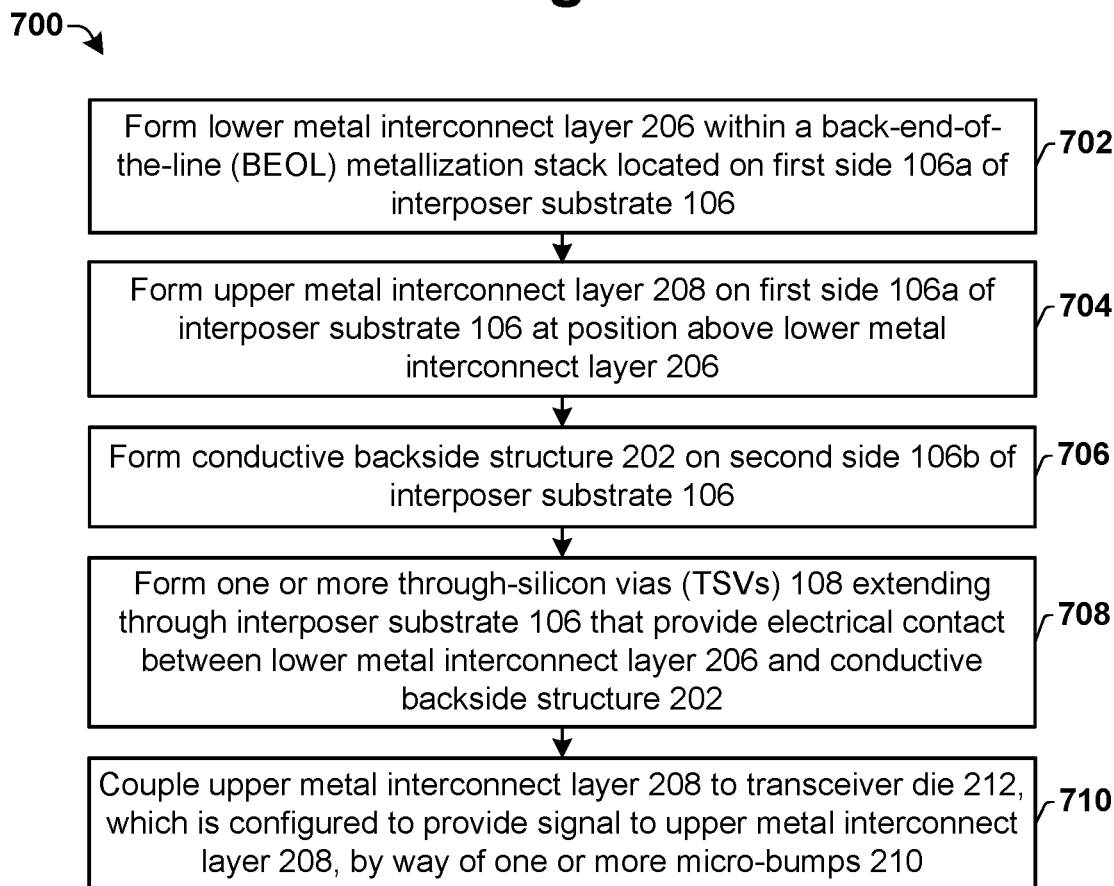 700
Form lower metal interconnect layer 206 within a back-end-of-
the-line (BEOL) metallization stack located on first side 106a of
interposer substrate 106
702
Form upper metal interconnect layer 208 on first side 106a of
interposer substrate 106 at position above lower metal
interconnect layer 206
704
Form conductive backside structure 202 on second side 106b of
interposer substrate 106
706
Form one or more through-silicon vias (TSVs) 108 extending
through interposer substrate 106 that provide electrical contact
between lower metal interconnect layer 206 and conductive
backside structure 202
708
Couple upper metal interconnect layer 208 to transceiver die 212,
which is configured to provide signal to upper metal interconnect
layer 208, by way of one or more micro-bumps 210
710